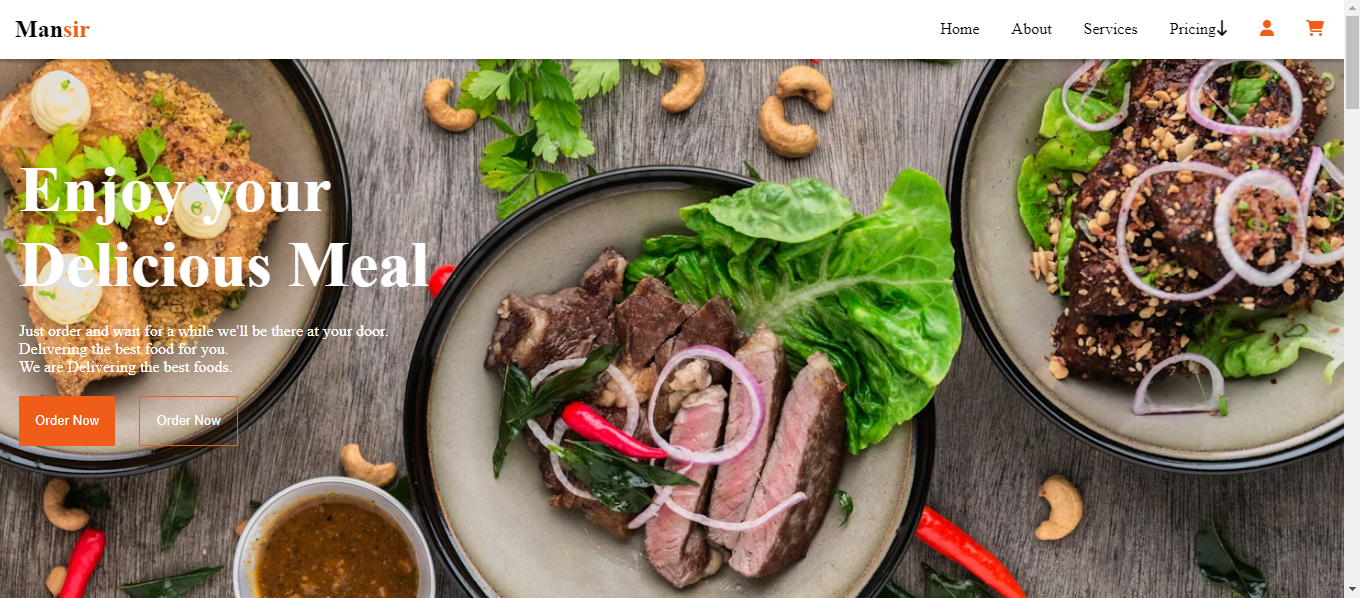 Mansir
Home About Services Pricing
Enjoy your
Delicious Meal
Just order and wait for a while we'll be there at your door.
Delivering the best food for you.
We are Delivering the best foods.
Order Now Order Now